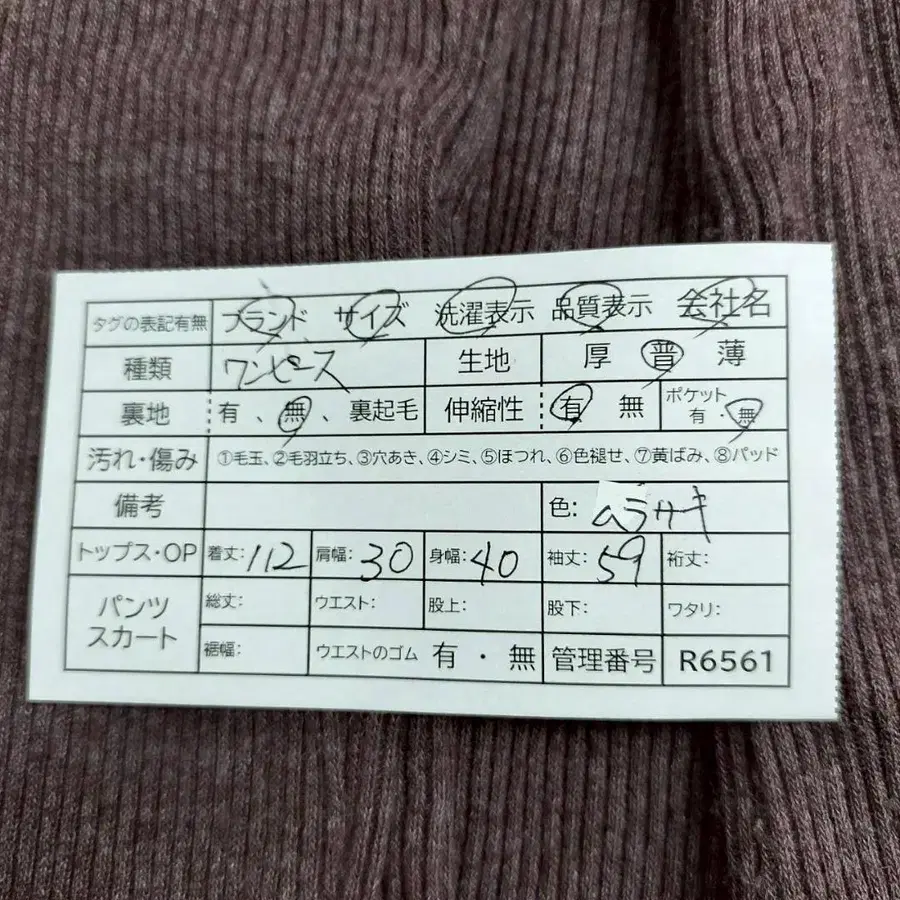 タグの表記有無 ブランド サイズ 洗濯表示 品質表示 会社名
種類 ワンピース 生地 厚 普 薄
裏地 有、無、裏起毛 伸縮性 有 無 ポケット 有・無
汚れ・傷み ①毛玉、②毛羽立ち、③穴あき、④シミ、⑤ほつれ、⑥色褪せ、⑦黄ばみ、⑧パッド
備考 色: ムラサキ
トップス・OP 着丈:112 肩幅:30 身幅:40 袖丈:59 裄丈:
パンツ スカート 総丈: ウエスト: 股上: 股下: ワタリ:
裾幅: ウエストのゴム 有・無 管理番号 R6561